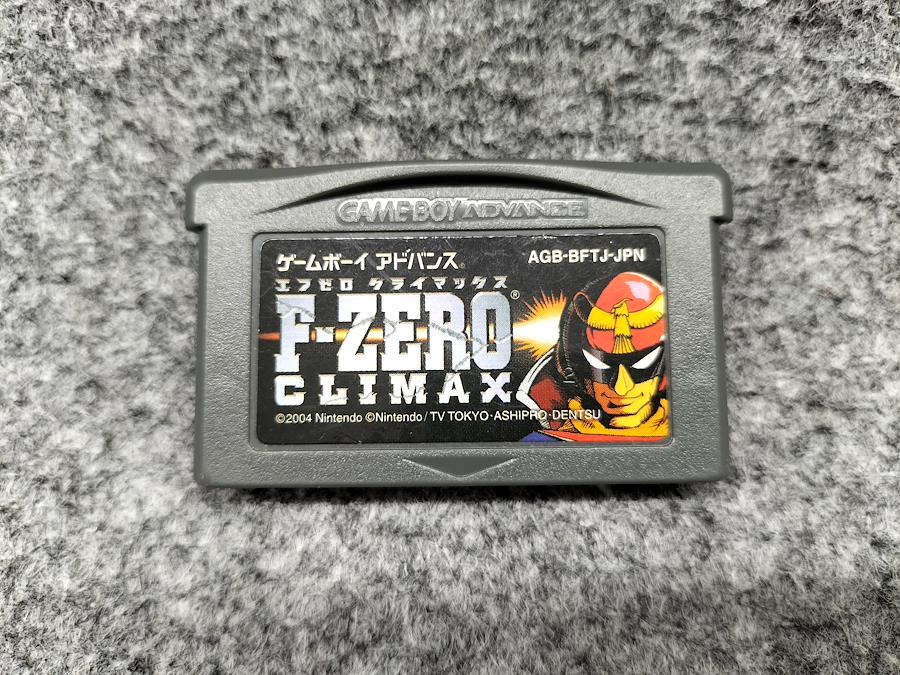 GAME BOY ADVANCE
ゲームボーイ アドバンス®
AGB-BFTJ-JPN
エフゼロ クライマックス
F-ZERO®
CLIMAX
©2004 Nintendo ©Nintendo/TV TOKYO·ASHIPRO·DENTSU